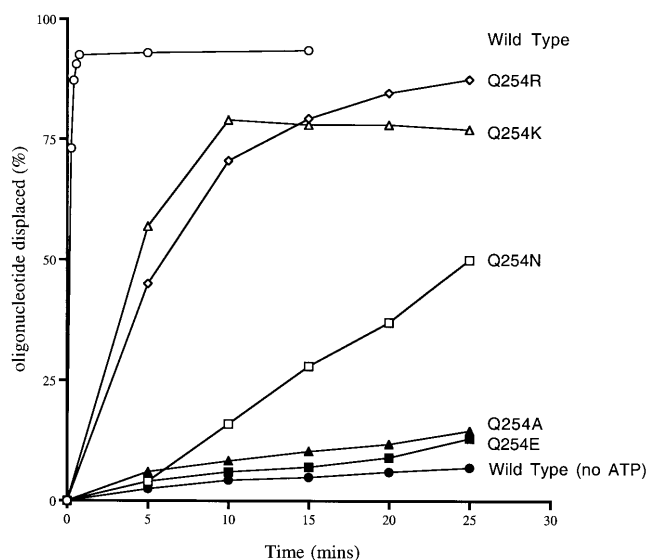 100
Wild Type
Q254R
Q254K
75
oligonucleotide displaced (%)
50
Q254N
25
Q254A
Q254E
Wild Type (no ATP)
0
0 5 10 15 20 25 30
Time (mins)